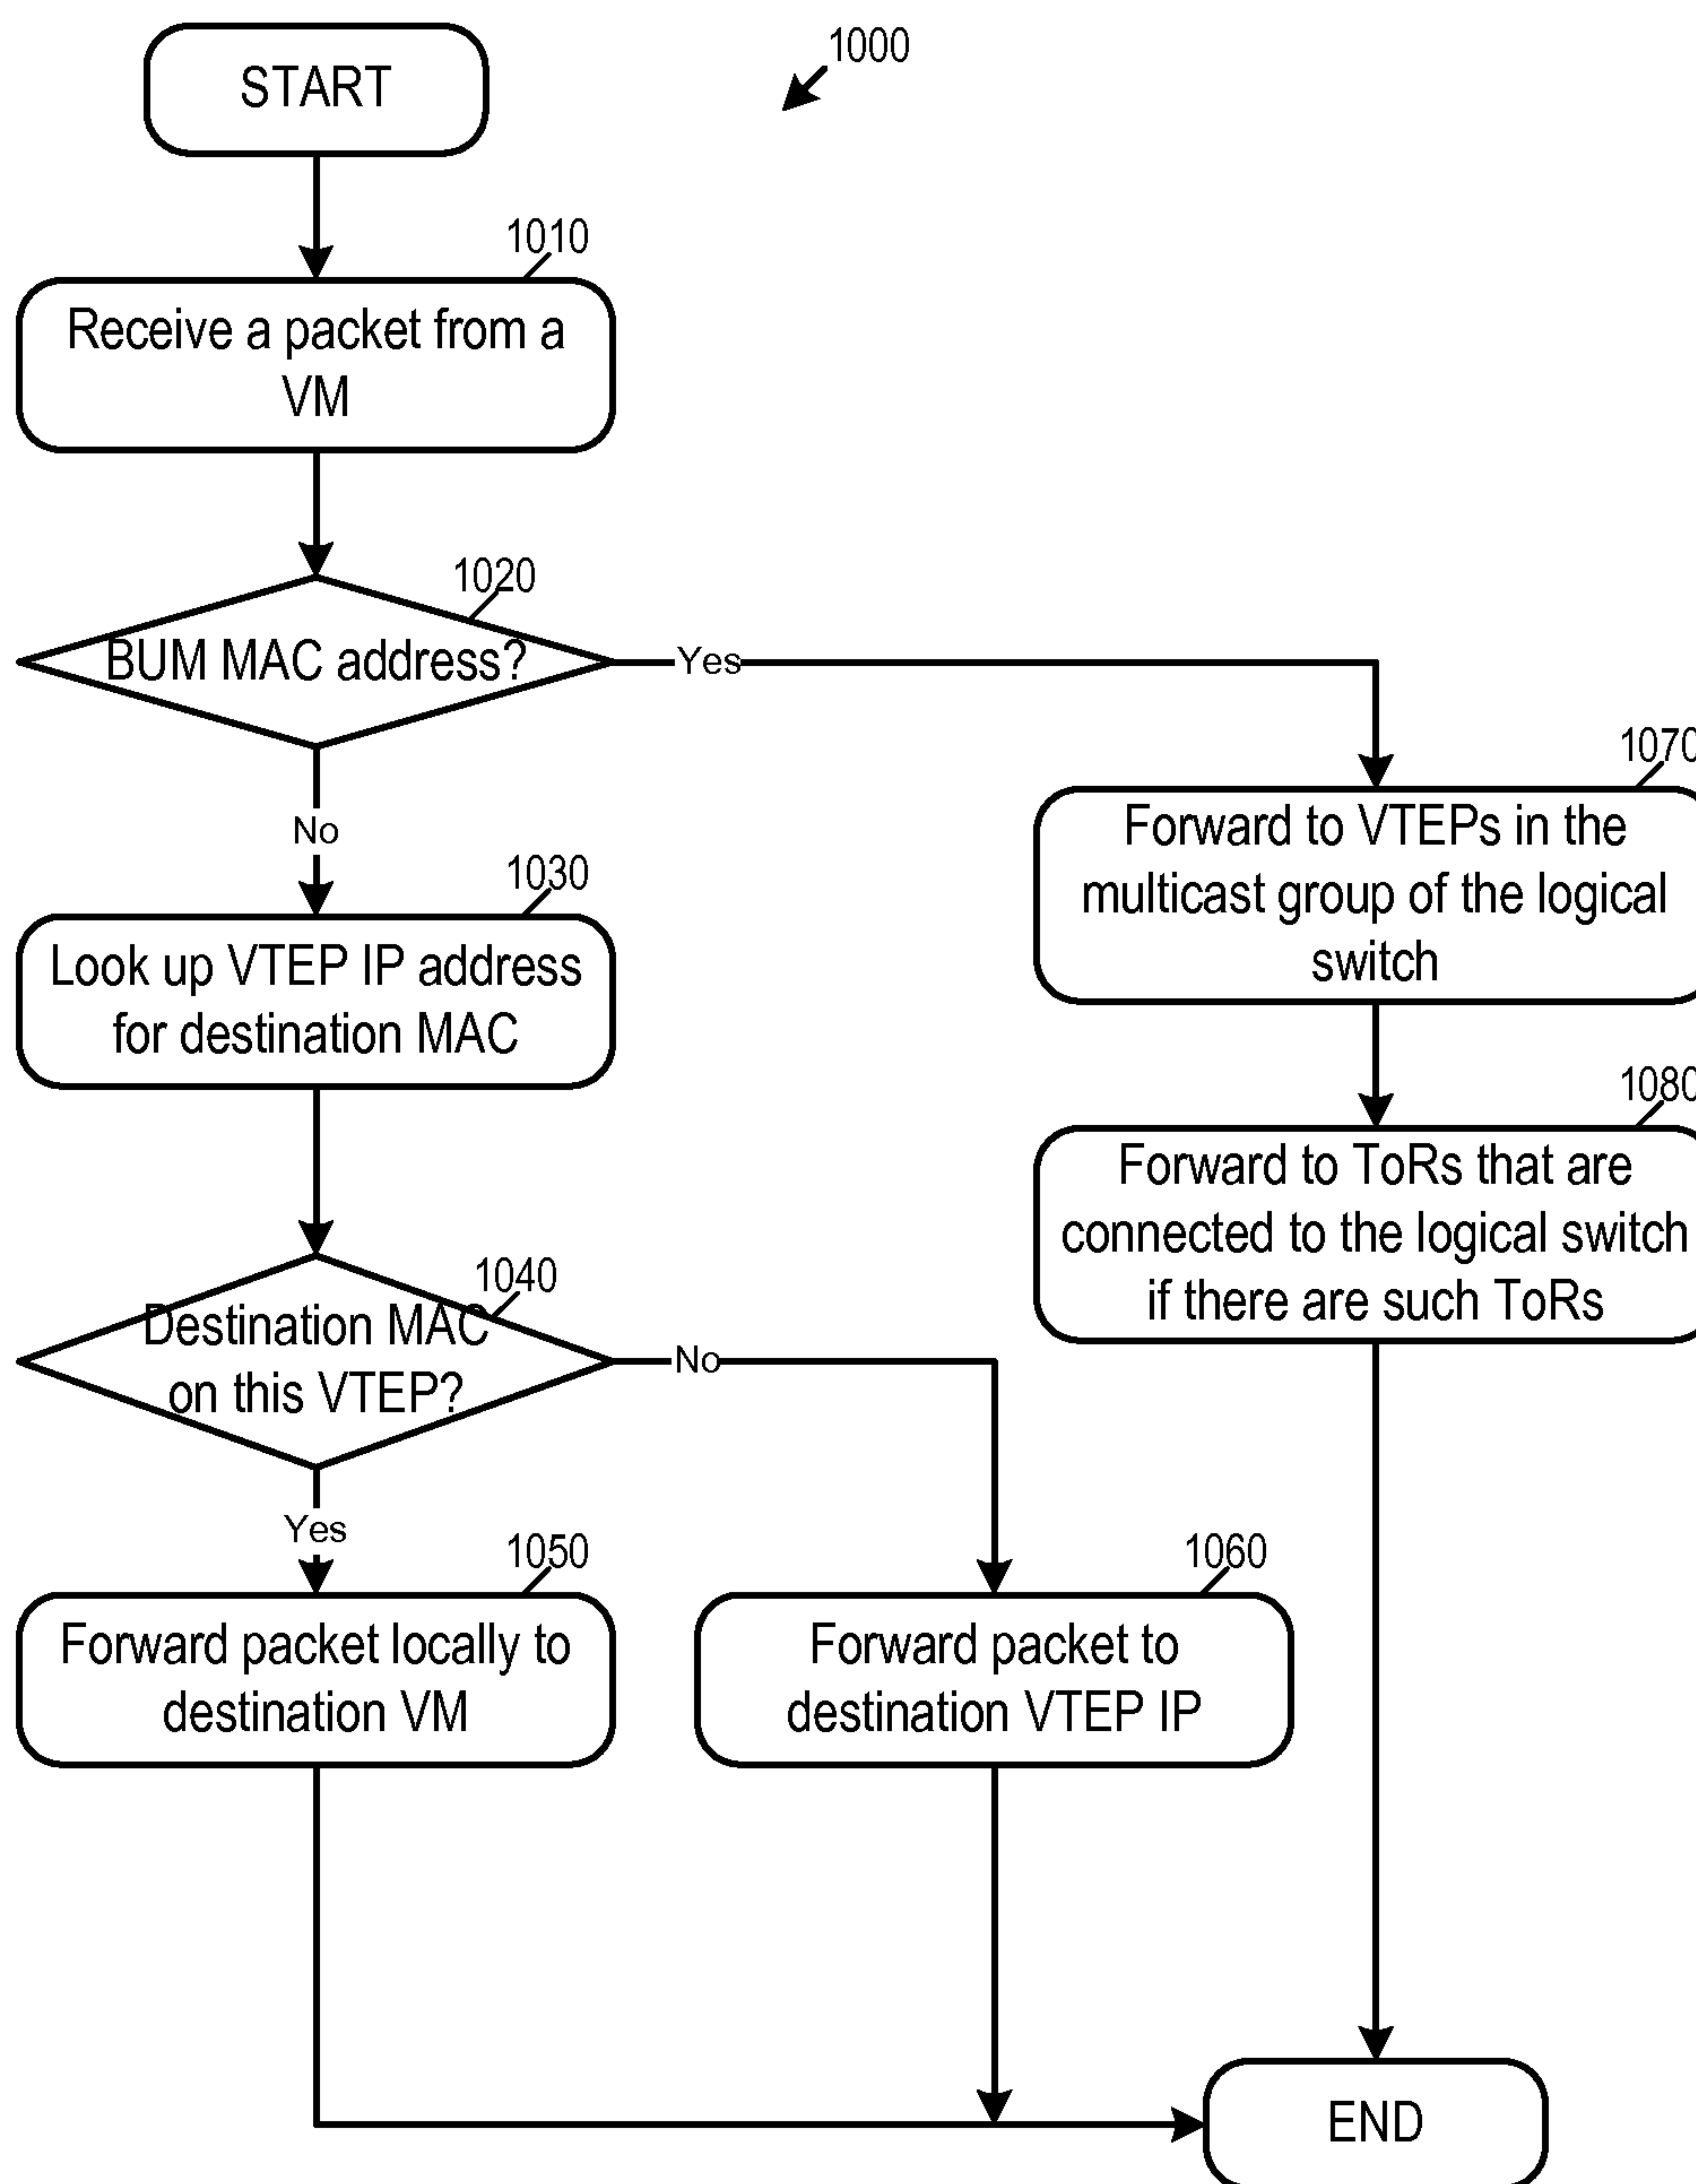 START
1000
1010
Receive a packet from a
VM
1020
BUM MAC address?
Yes
No
1070
Forward to VTEPs in the
multicast group of the logical
switch
1030
Look up VTEP IP address
for destination MAC
1080
Forward to ToRs that are
connected to the logical switch
if there are such ToRs
1040
Destination MAC
on this VTEP?
No
Yes
1050
Forward packet locally to
destination VM
1060
Forward packet to
destination VTEP IP
END